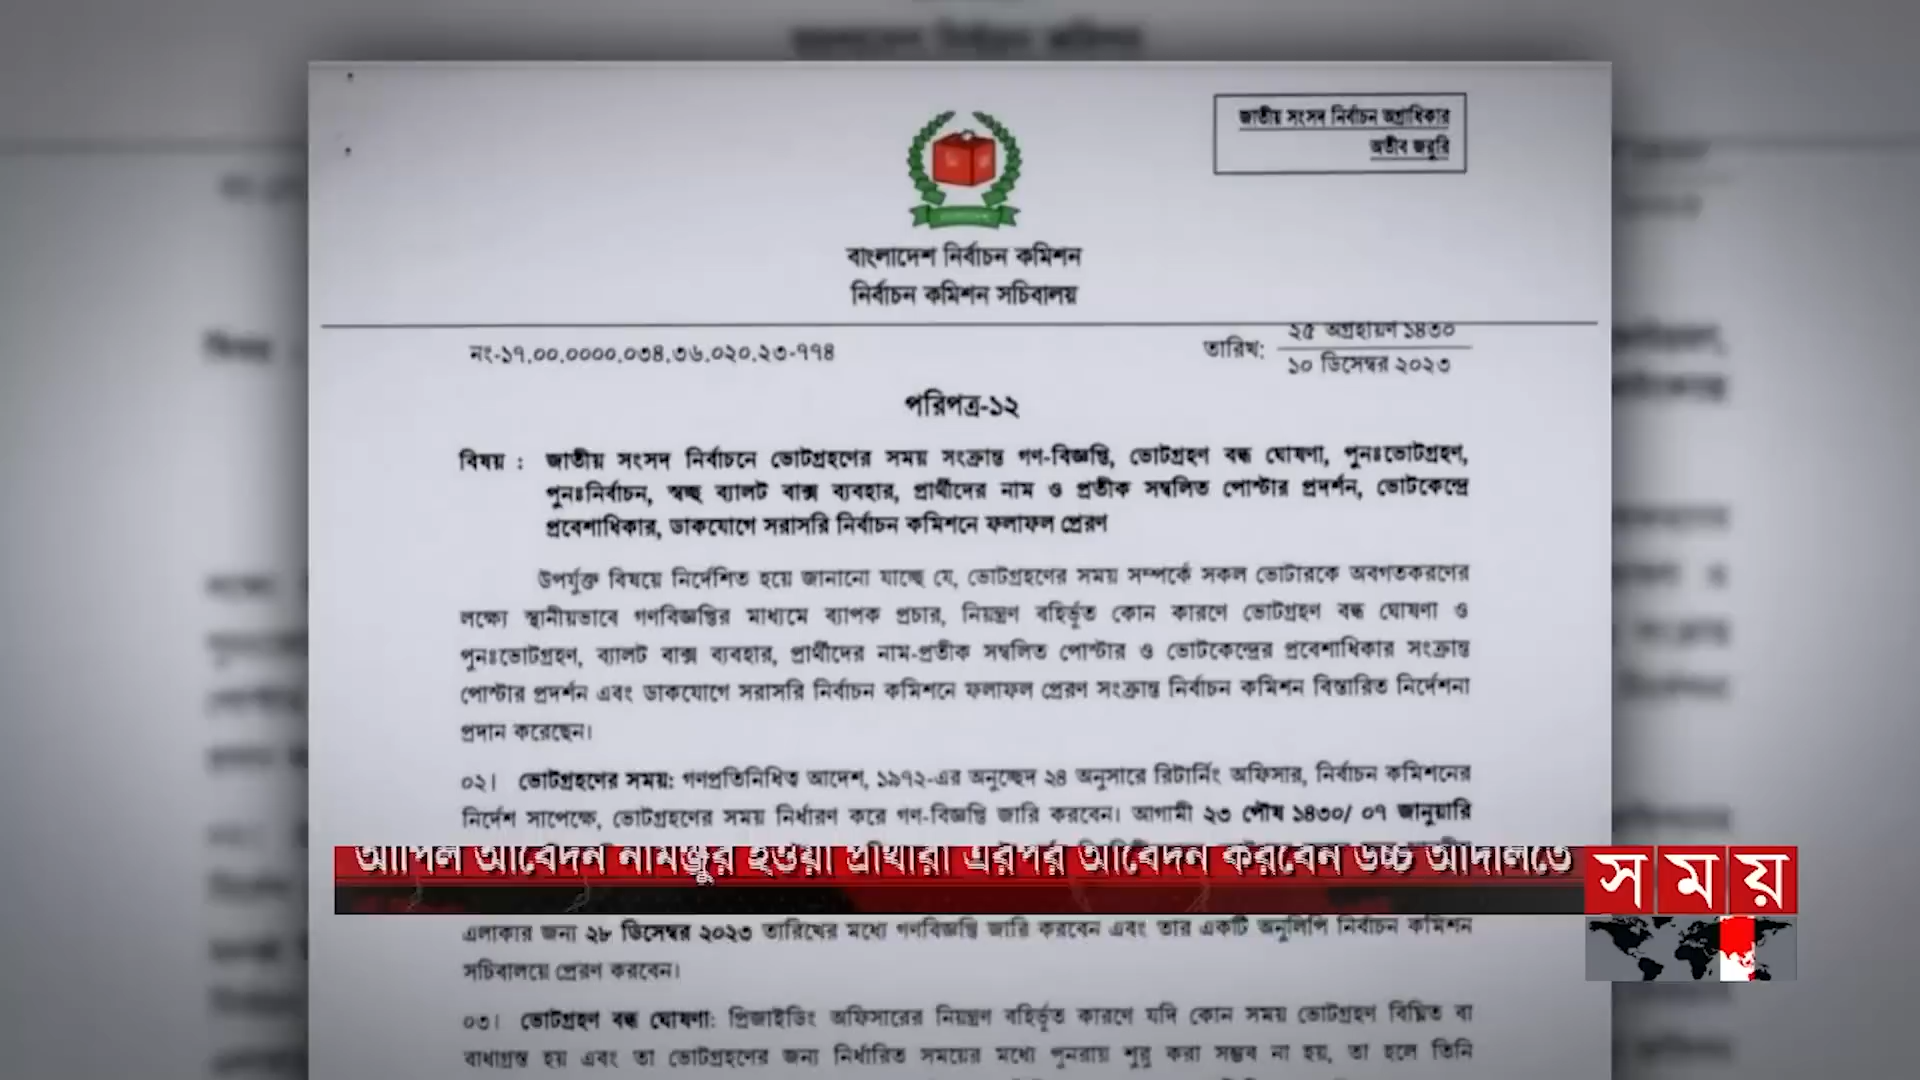 জাতীয় সংসদ নির্বাচন অগ্রাধিকার
অতীব জরুরি
বাংলাদেশ নির্বাচন কমিশন
নির্বাচন কমিশন সচিবালয়
নং-১৭.০০.০০০০.০৩৪.৩৬.০২০.২৩-৭৭৪
তারিখ: ২৫ অগ্রহায়ণ ১৪৩০
১০ ডিসেম্বর ২০২৩
পরিপত্র-১২
বিষয় : জাতীয় সংসদ নির্বাচনে ভোটগ্রহণের সময় সংক্রান্ত গণ-বিজ্ঞপ্তি, ভোটগ্রহণ বন্ধ ঘোষণা, পুনঃভোটগ্রহণ,
পুনঃনির্বাচন, স্বচ্ছ ব্যালট বাক্স ব্যবহার, প্রার্থীদের নাম ও প্রতীক সম্বলিত পোস্টার প্রদর্শন, ভোটকেন্দ্রে
প্রবেশাধিকার, ডাকযোগে সরাসরি নির্বাচন কমিশনে ফলাফল প্রেরণ
উপর্যুক্ত বিষয়ে নির্দেশিত হয়ে জানানো যাচ্ছে যে, ভোটগ্রহণের সময় সম্পর্কে সকল ভোটারকে অবগতকরণের
লক্ষ্যে স্থানীয়ভাবে গণবিজ্ঞপ্তির মাধ্যমে ব্যাপক প্রচার, নিয়ন্ত্রণ বহির্ভূত কোন কারণে ভোটগ্রহণ বন্ধ ঘোষণা ও
পুনঃভোটগ্রহণ, ব্যালট বাক্স ব্যবহার, প্রার্থীদের নাম-প্রতীক সম্বলিত পোস্টার ও ভোটকেন্দ্রের প্রবেশাধিকার সংক্রান্ত
পোস্টার প্রদর্শন এবং ডাকযোগে সরাসরি নির্বাচন কমিশনে ফলাফল প্রেরণ সংক্রান্ত নির্বাচন কমিশন বিস্তারিত নির্দেশনা
প্রদান করেছেন।
০২। ভোটগ্রহণের সময়: গণপ্রতিনিধিত্ব আদেশ, ১৯৭২-এর অনুচ্ছেদ ২৪ অনুসারে রিটার্নিং অফিসার, নির্বাচন কমিশনের
নির্দেশ সাপেক্ষে, ভোটগ্রহণের সময় নির্ধারণ করে গণ-বিজ্ঞপ্তি জারি করবেন। আগামী ২৩ পৌষ ১৪৩০/ ০৭ জানুয়ারি
আপিল আবেদন নামঞ্জুর হওয়া প্রার্থীরা এরপর আবেদন করবেন উচ্চ আদালতে
সময়
এলাকার জন্য ২৮ ডিসেম্বর ২০২৩ তারিখের মধ্যে গণবিজ্ঞপ্তি জারি করবেন এবং তার একটি অনুলিপি নির্বাচন কমিশন
সচিবালয়ে প্রেরণ করবেন।
০৩। ভোটগ্রহণ বন্ধ ঘোষণা: প্রিজাইডিং অফিসারের নিয়ন্ত্রণ বহির্ভূত কারণে যদি কোন সময় ভোটগ্রহণ বিঘ্নিত বা
বাধাগ্রস্ত হয় এবং তা ভোটগ্রহণের জন্য নির্ধারিত সময়ের মধ্যে পুনরায় শুরু করা সম্ভব না হয়, তা হলে তিনি